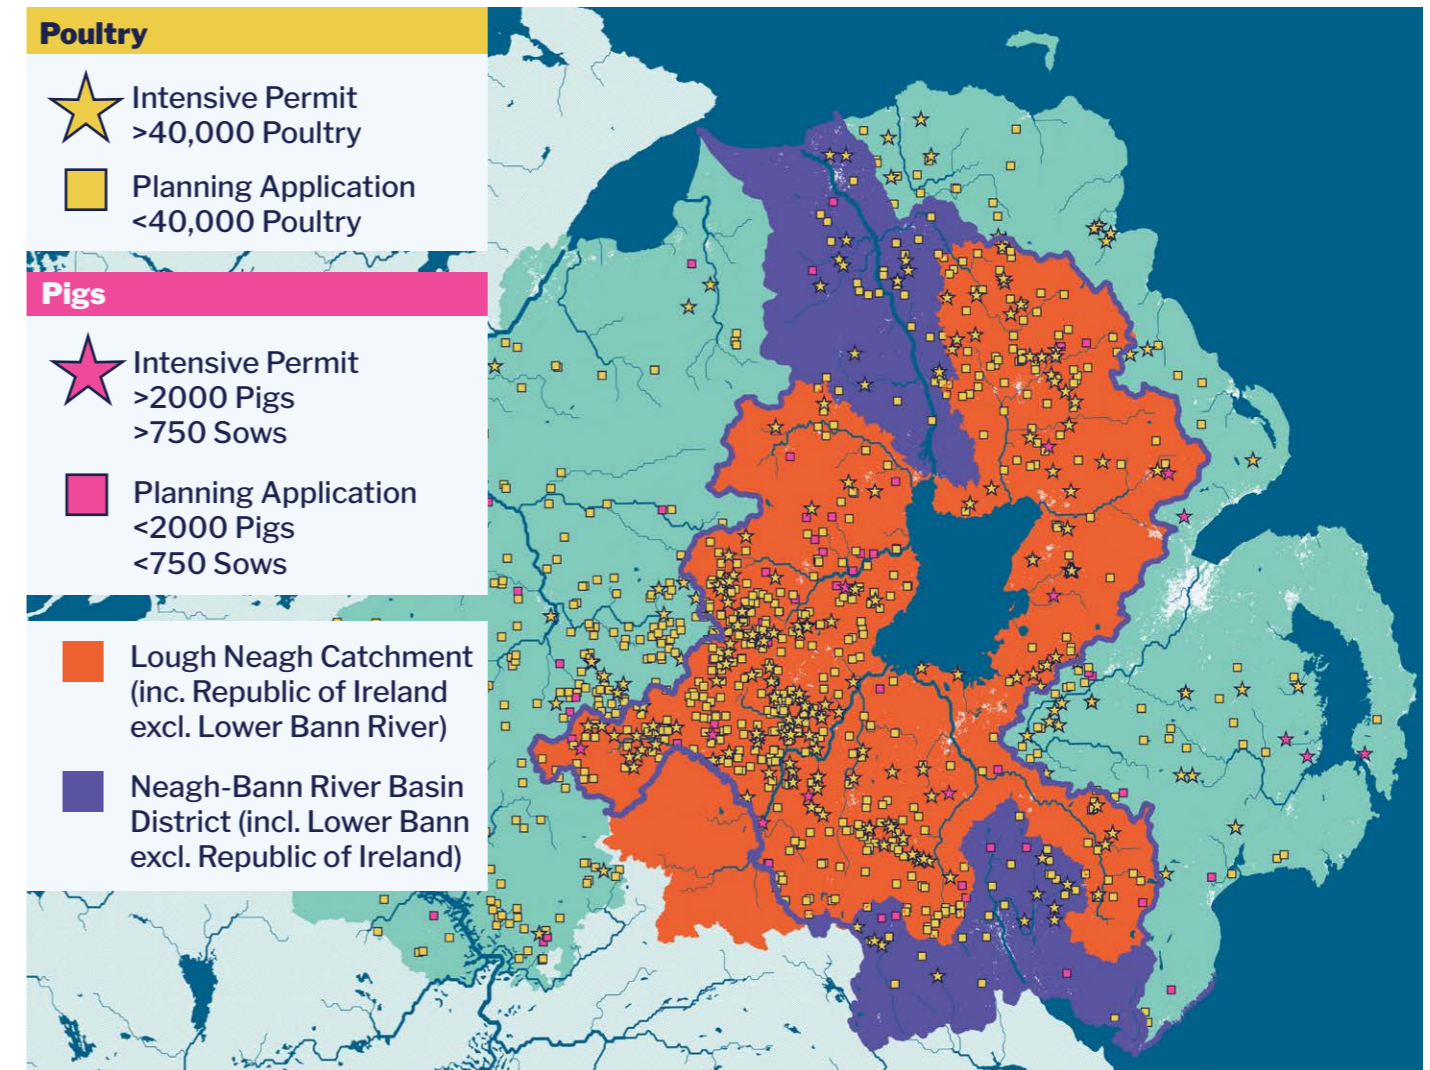 Poultry
Intensive Permit
>40,000 Poultry
Planning Application
<40,000 Poultry
Pigs
Intensive Permit
>2000 Pigs
>750 Sows
Planning Application
<2000 Pigs
<750 Sows
Lough Neagh Catchment
(inc. Republic of Ireland
excl. Lower Bann River)
Neagh-Bann River Basin
District (incl. Lower Bann
excl. Republic of Ireland)